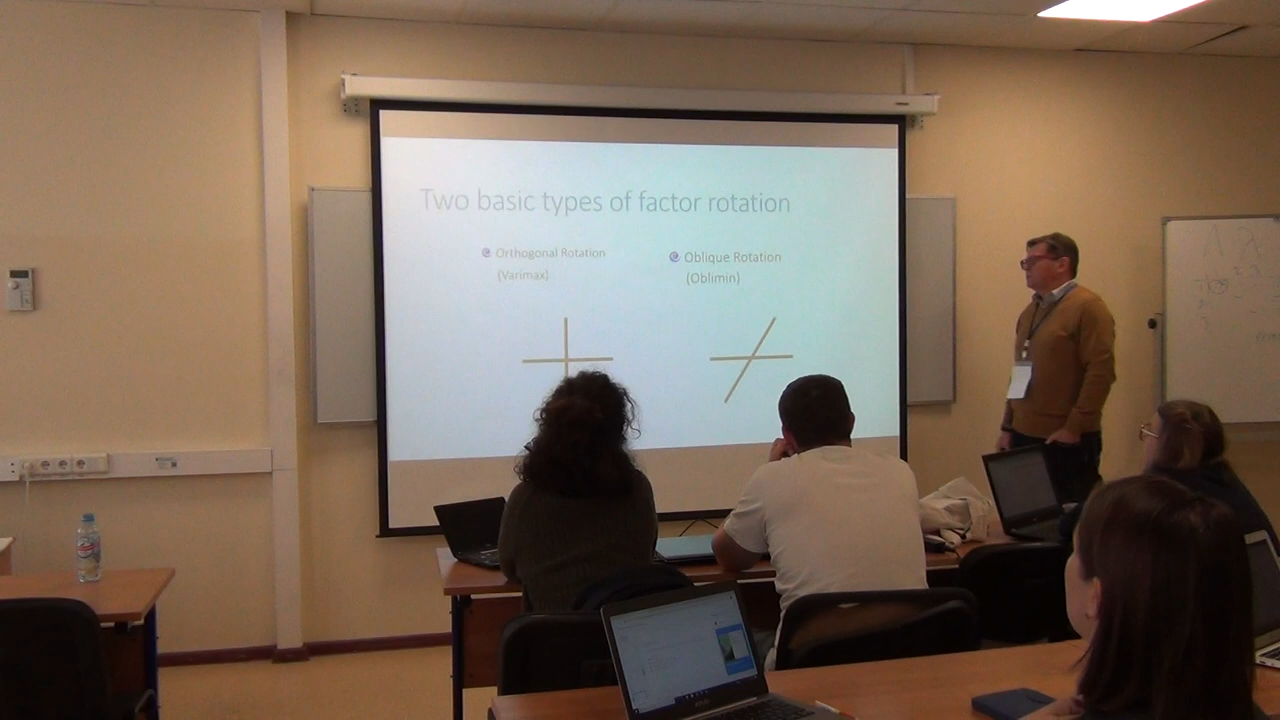 Two basic types of factor rotation
Orthogonal Rotation
(Varimax)
Oblique Rotation
(Oblimin)